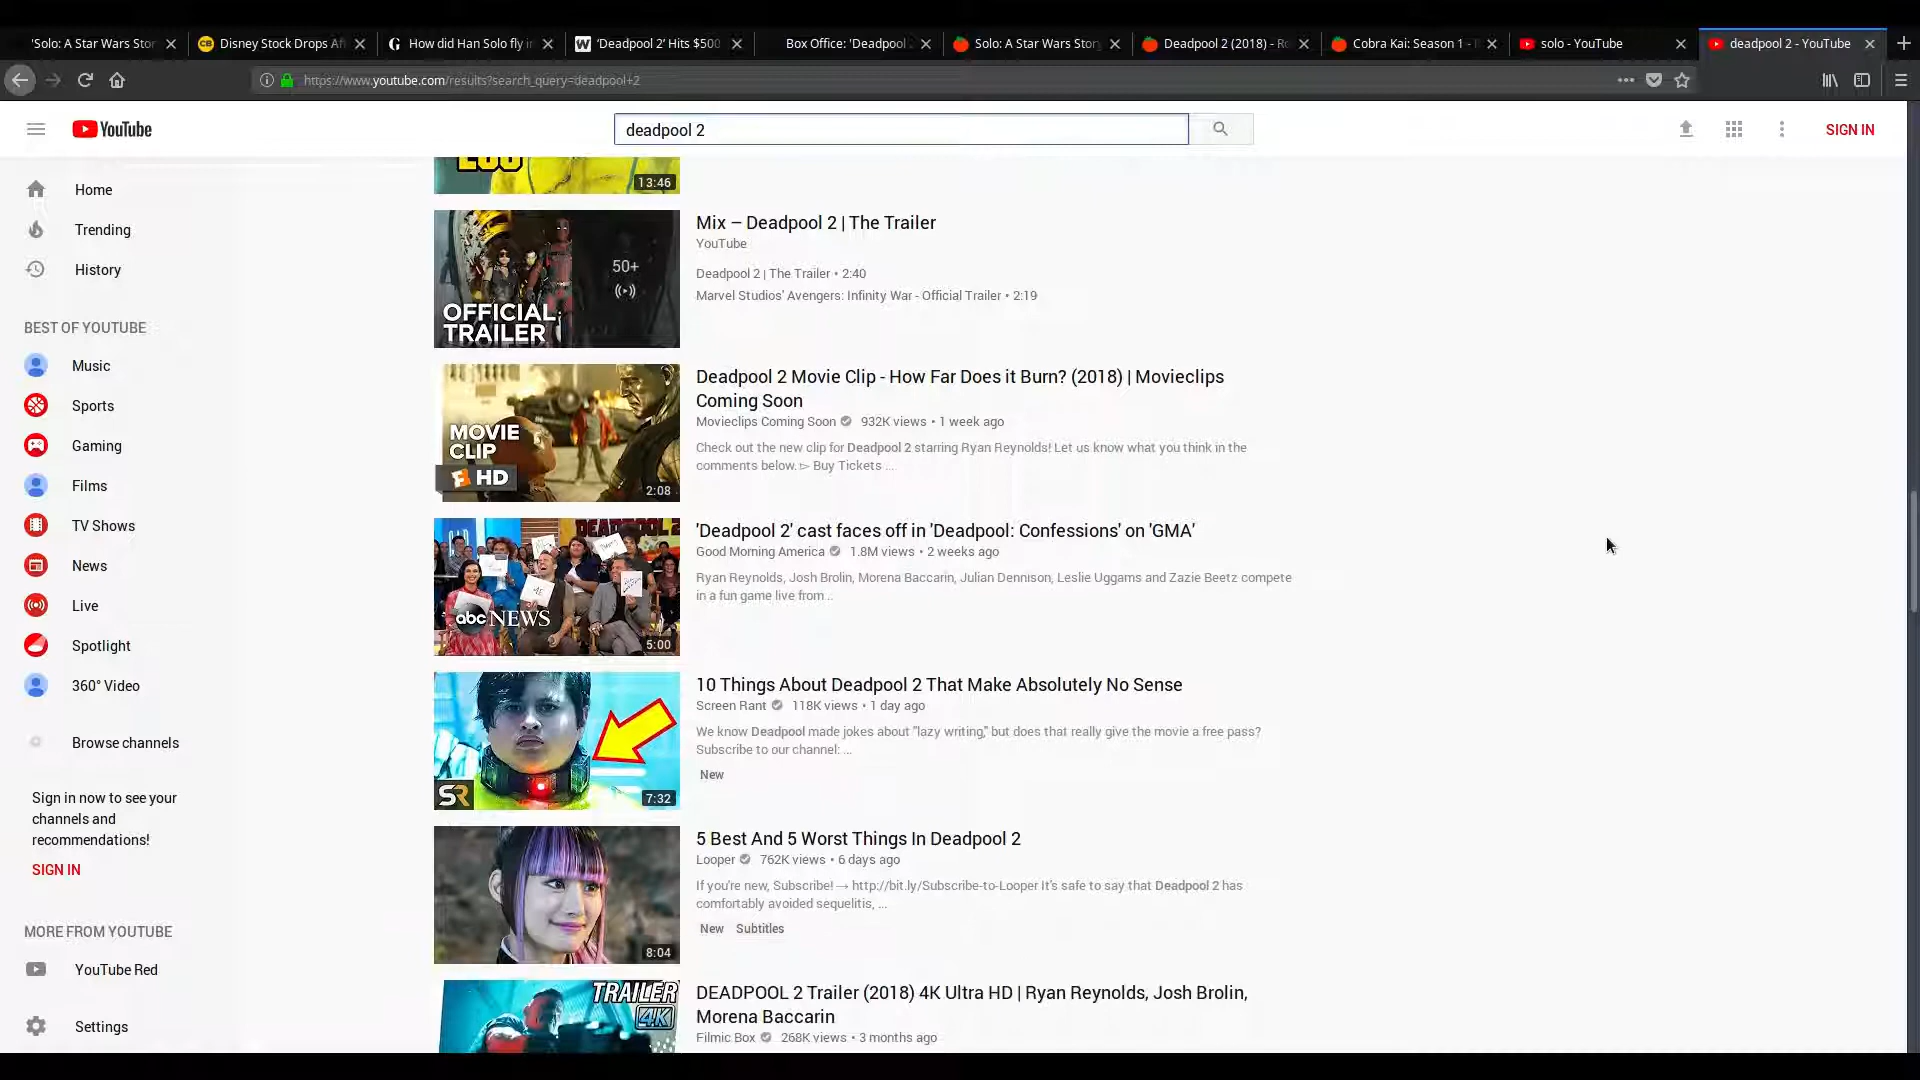 'Solo: A Star Wars Stor
Disney Stock Drops Af
How did Han Solo fly i
'Deadpool 2' Hits $500
Box Office: 'Deadpool
Solo: A Star Wars Stor
Deadpool 2 (2018) - Ro
Cobra Kai: Season 1 -
solo - YouTube
deadpool 2 - YouTube
https://www.youtube.com/results?search_query=deadpool+2
YouTube
deadpool 2
SIGN IN
Home
Trending
History
BEST OF YOUTUBE
Music
Sports
Gaming
Films
TV Shows
News
Live
Spotlight
360° Video
Browse channels
Sign in now to see your
channels and
recommendations!
SIGN IN
MORE FROM YOUTUBE
YouTube Red
Settings
13:46
50+
OFFICIAL
TRAILER
Mix – Deadpool 2 | The Trailer
YouTube
Deadpool 2 | The Trailer • 2:40
Marvel Studios' Avengers: Infinity War - Official Trailer • 2:19
MOVIE
CLIP
HD
2:08
Deadpool 2 Movie Clip - How Far Does it Burn? (2018) | Movieclips
Coming Soon
Movieclips Coming Soon 932K views • 1 week ago
Check out the new clip for Deadpool 2 starring Ryan Reynolds! Let us know what you think in the
comments below. ▻ Buy Tickets ...
DEADPOOL 2
abc NEWS
5:00
'Deadpool 2' cast faces off in 'Deadpool: Confessions' on 'GMA'
Good Morning America 1.8M views • 2 weeks ago
Ryan Reynolds, Josh Brolin, Morena Baccarin, Julian Dennison, Leslie Uggams and Zazie Beetz compete
in a fun game live from ..
SR
7:32
10 Things About Deadpool 2 That Make Absolutely No Sense
Screen Rant 118K views • 1 day ago
We know Deadpool made jokes about "lazy writing," but does that really give the movie a free pass?
Subscribe to our channel: ...
New
8:04
5 Best And 5 Worst Things In Deadpool 2
Looper 762K views • 6 days ago
If you're new, Subscribe! → http://bit.ly/Subscribe-to-Looper It's safe to say that Deadpool 2 has
comfortably avoided sequelitis, ...
New Subtitles
TRAILER
4K
DEADPOOL 2 Trailer (2018) 4K Ultra HD | Ryan Reynolds, Josh Brolin,
Morena Baccarin
Filmic Box 268K views • 3 months ago